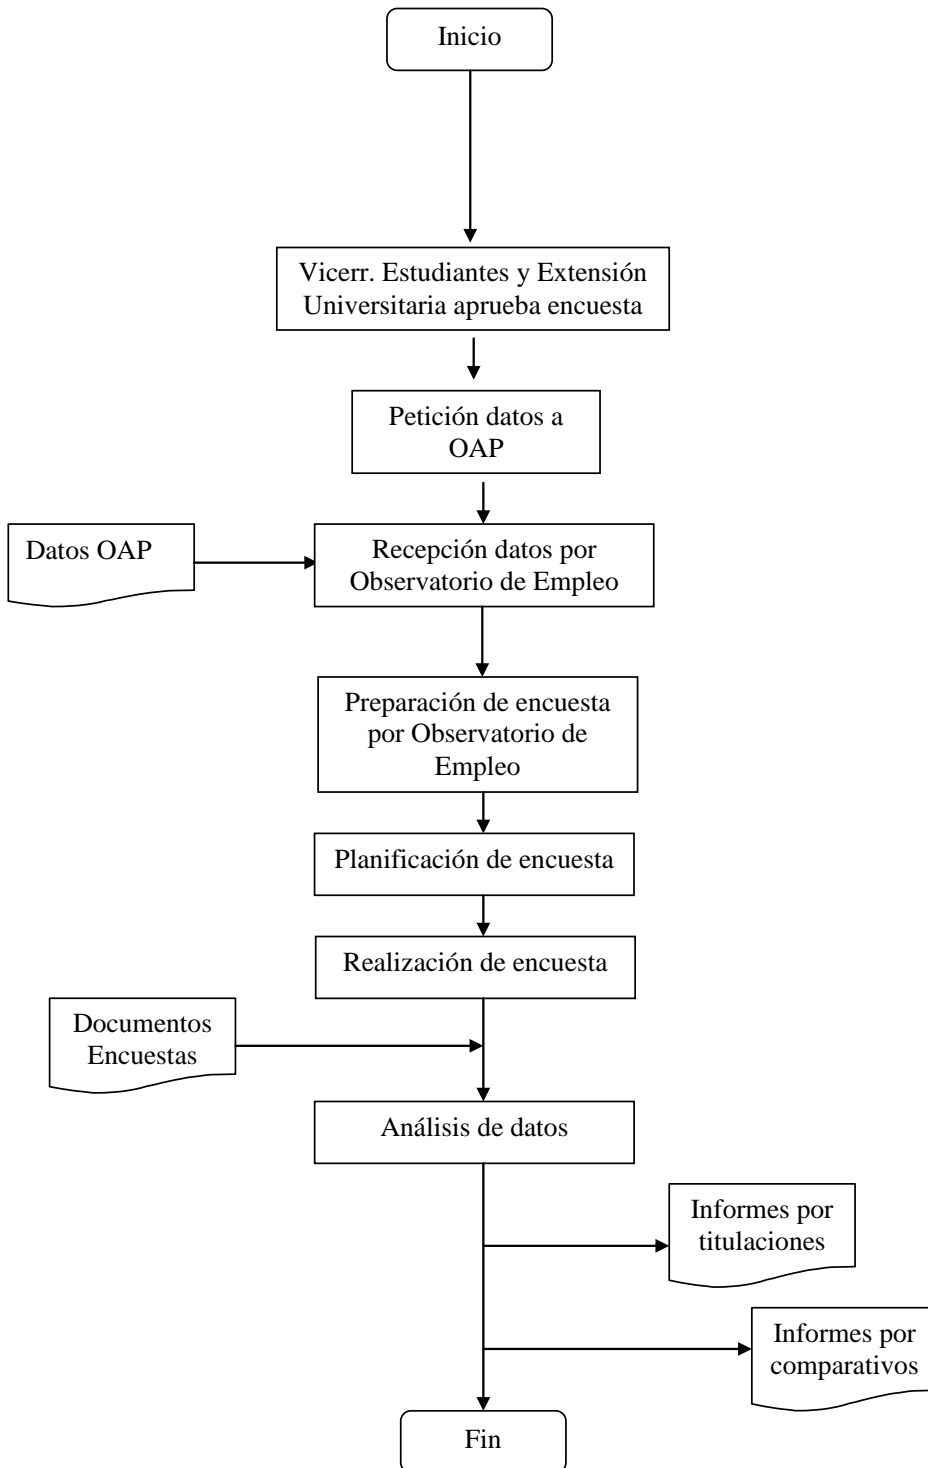 Inicio
Vicerr. Estudiantes y Extensión
Universitaria aprueba encuesta
Petición datos a
OAP
Datos OAP
Recepción datos por
Observatorio de Empleo
Preparación de encuesta
por Observatorio de
Empleo
Planificación de encuesta
Realización de encuesta
Documentos
Encuestas
Análisis de datos
Informes por
titulaciones
Informes por
comparativos
Fin